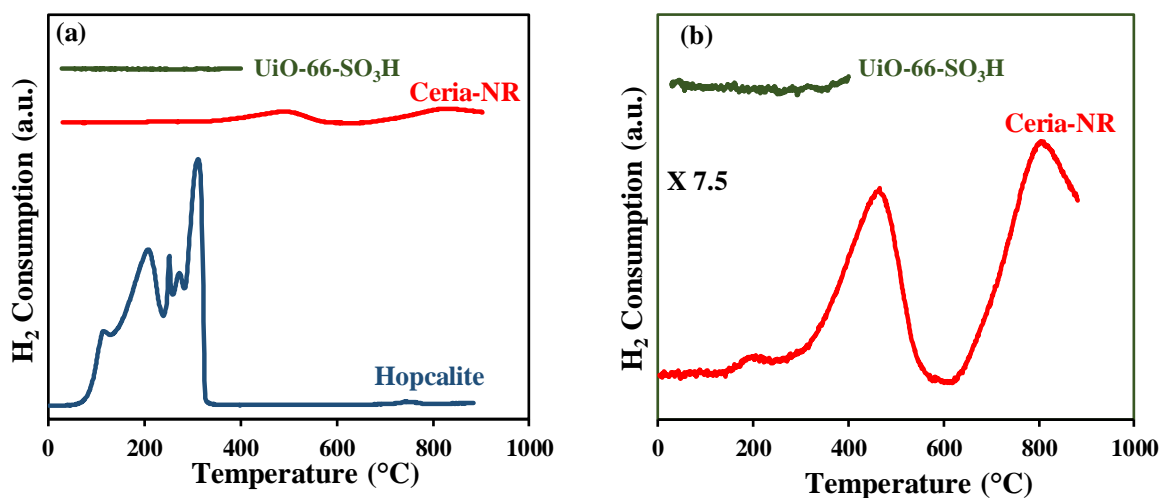 (a)
UiO-66-SO₃H
Ceria-NR
Hopcalite
H₂ Consumption (a.u.)
0 200 400 600 800 1000
Temperature (°C)
(b)
UiO-66-SO₃H
Ceria-NR
X 7.5
H₂ Consumption (a.u.)
0 200 400 600 800 1000
Temperature (°C)